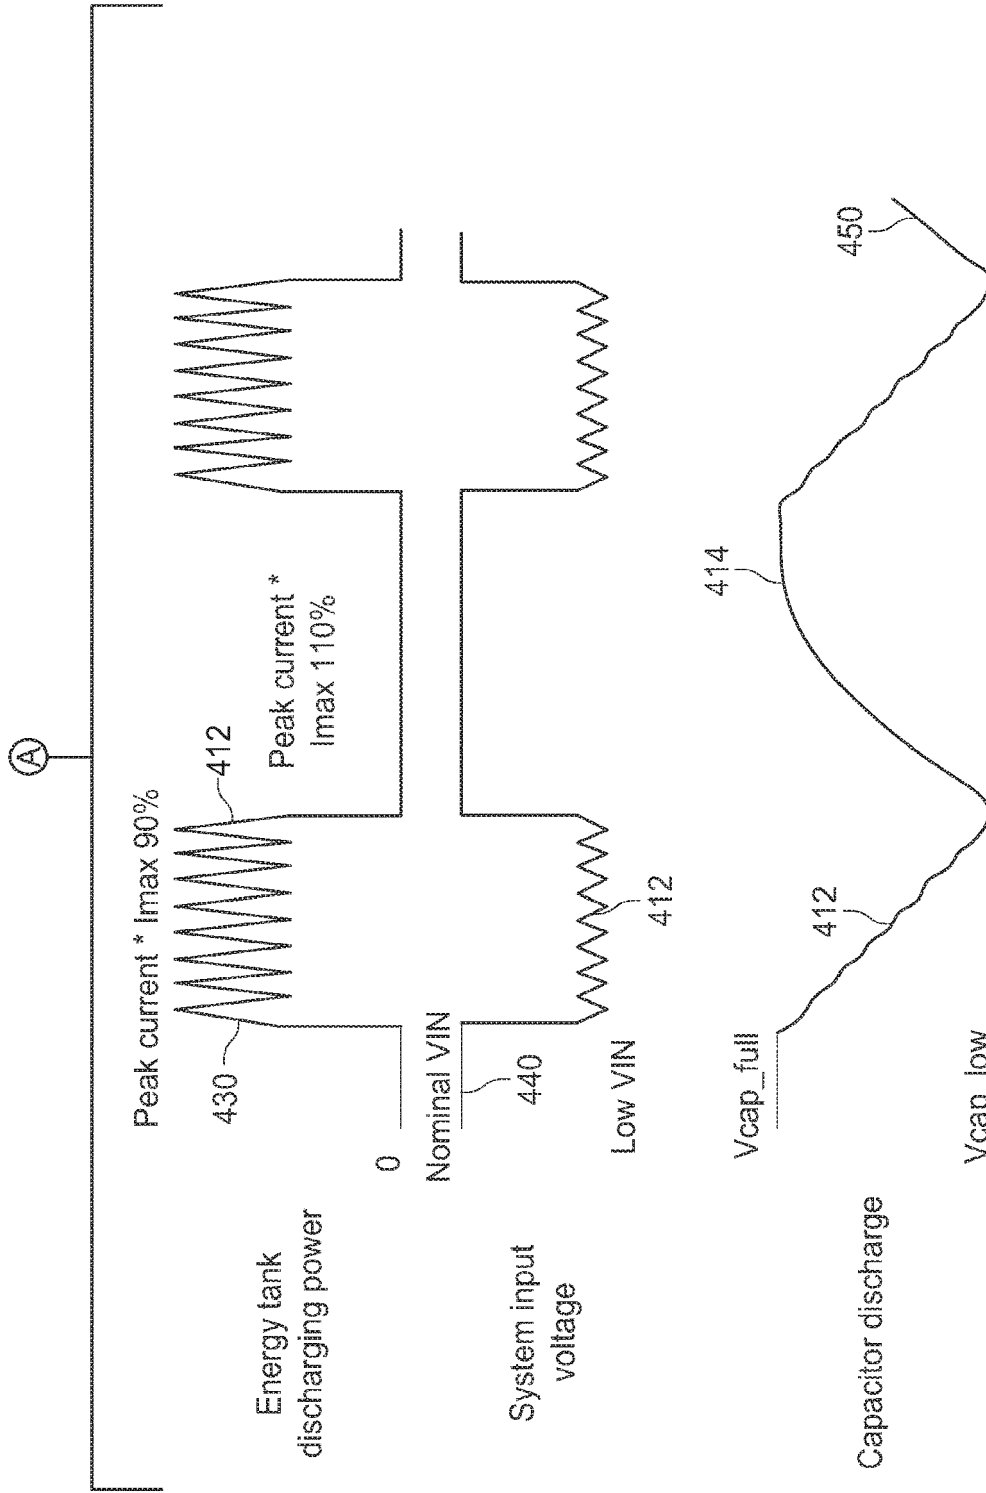 A
Peak current * Imax 90%
430
412
Peak current *
Imax 110%
0
Energy tank
discharging power
Nominal VIN
440
412
Low VIN
System input
voltage
Vcap_full
412
414
450
Vcap_low
Capacitor discharge